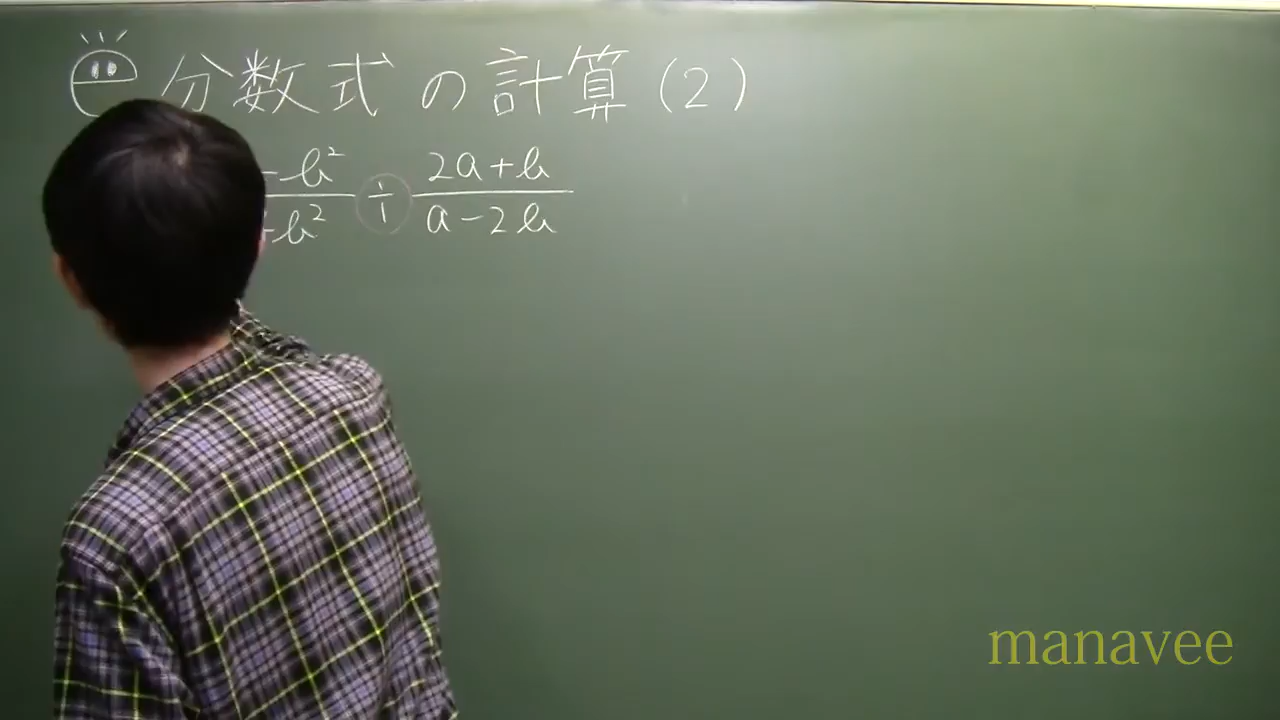 分数式の計算(2)
-b² / +b² ÷ 2a+b / a-2b
manavee